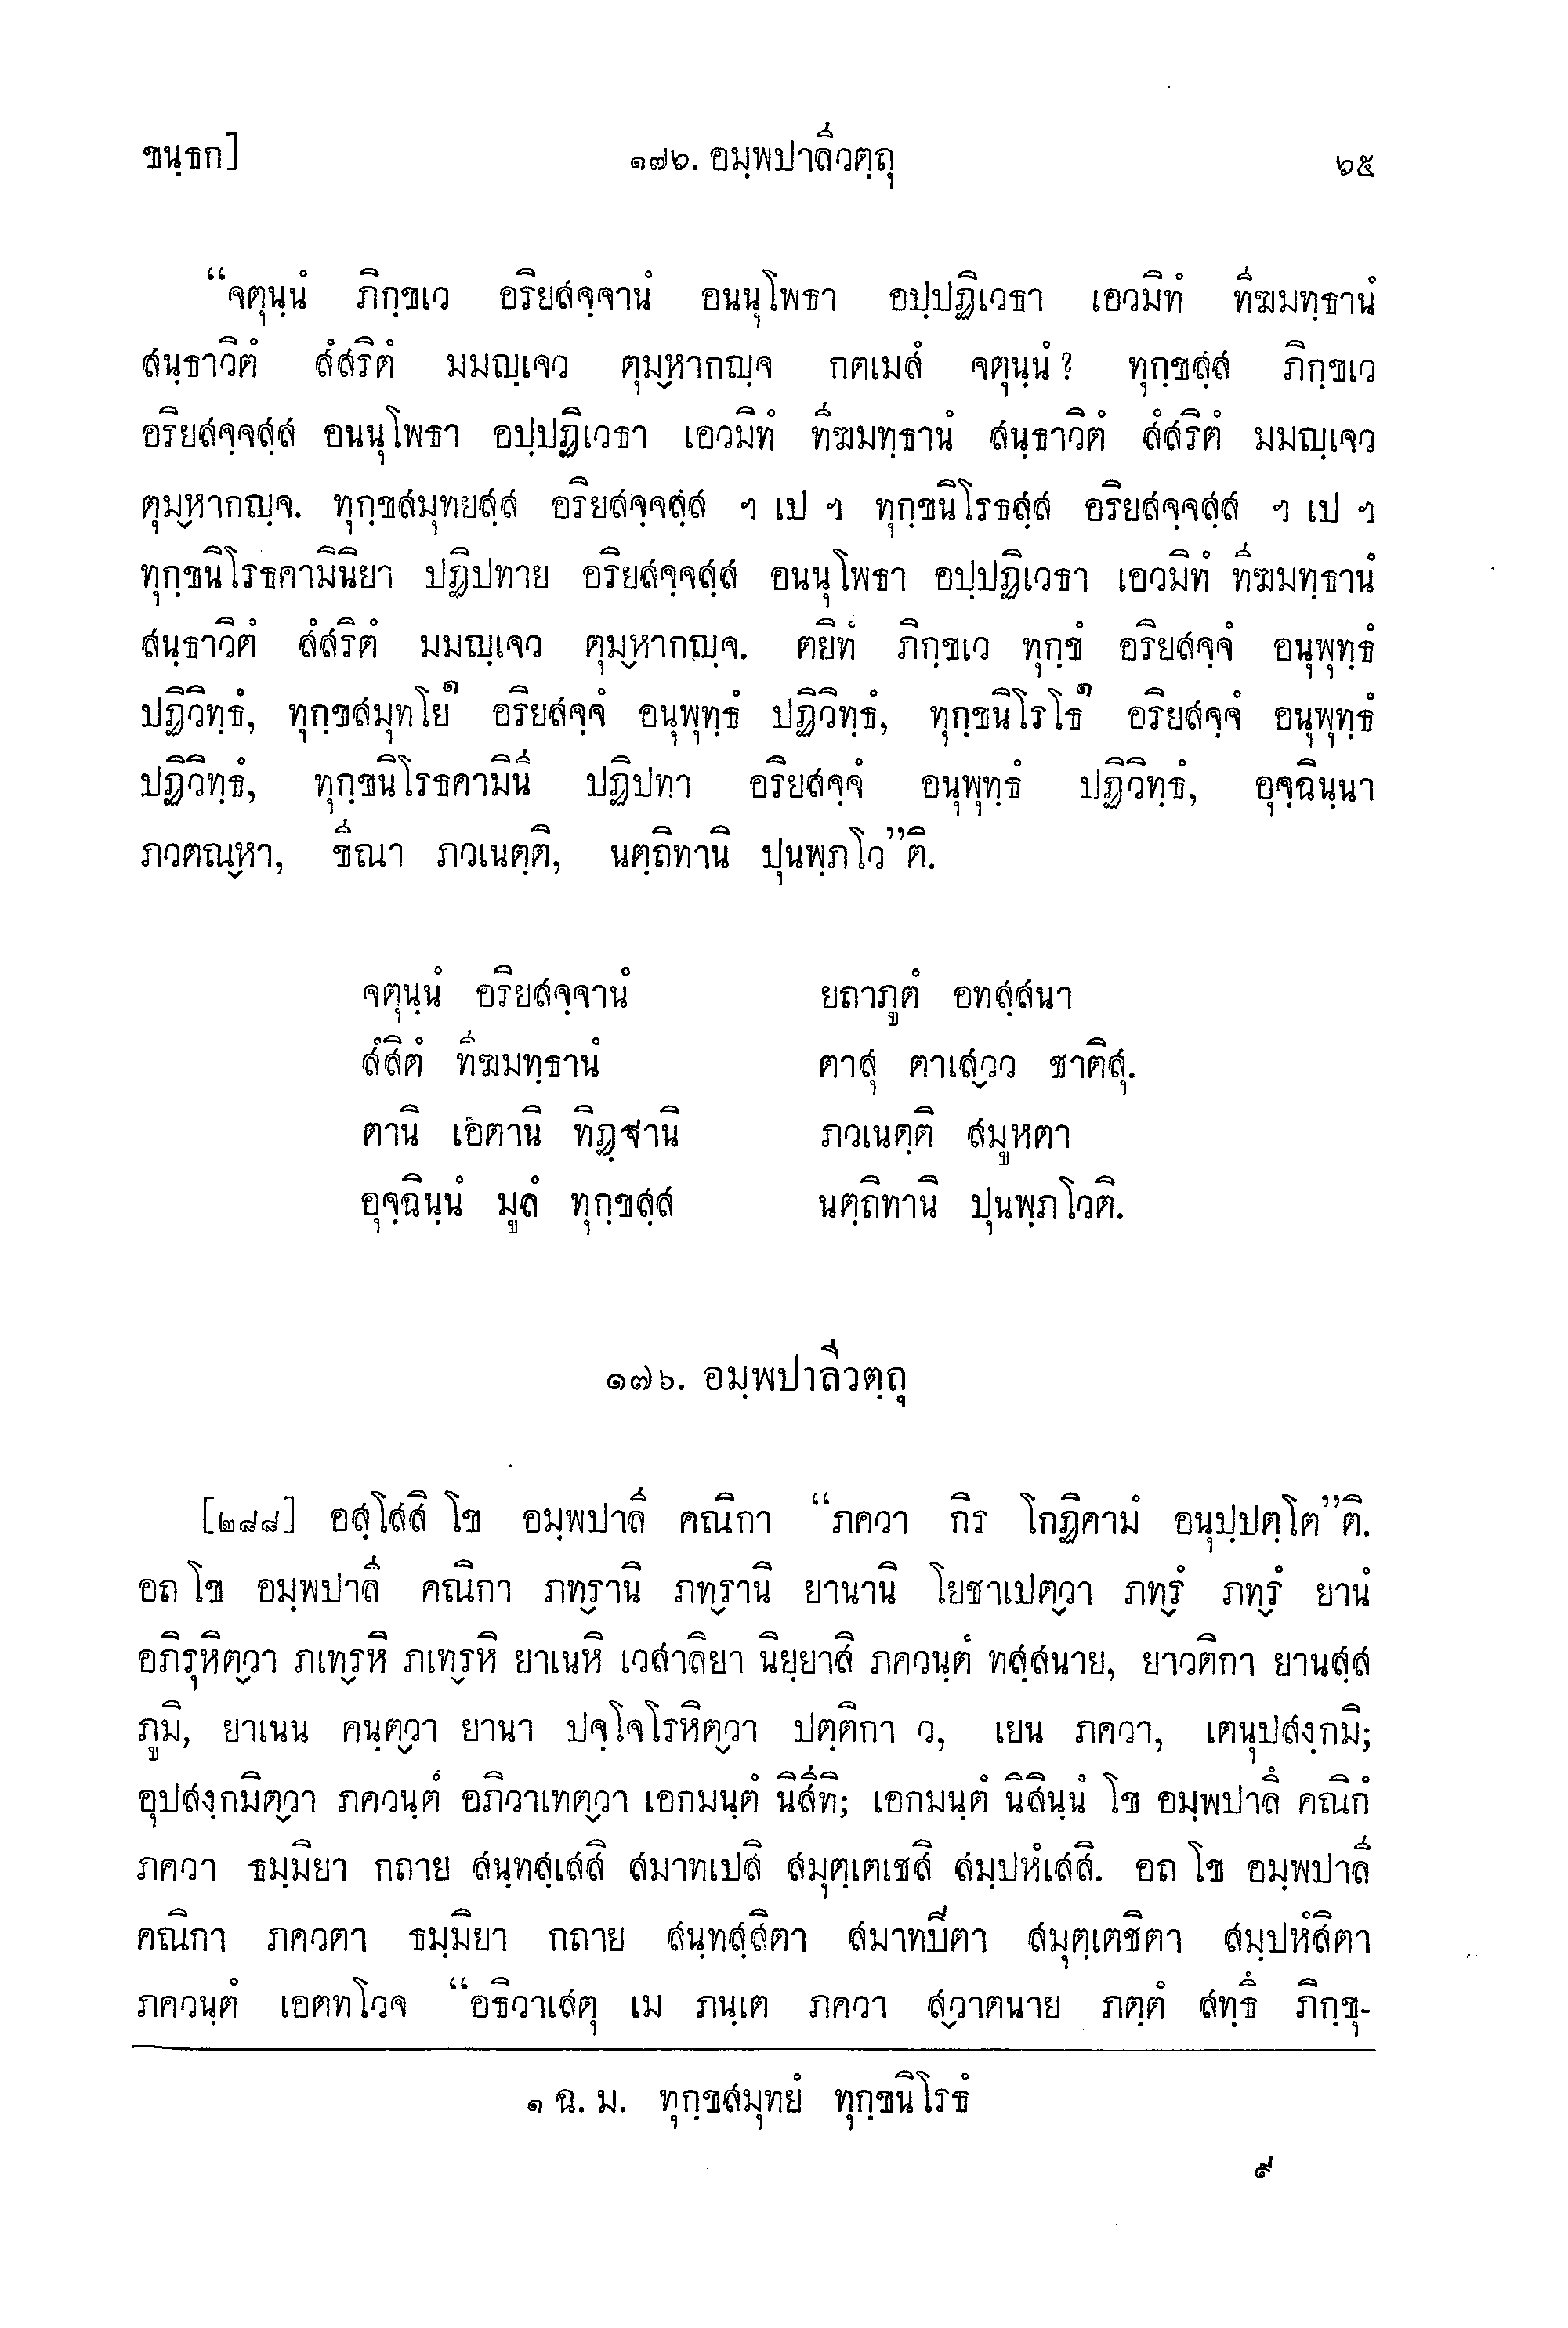 ขนฺธก] ๑๗๖. อมฺพปาลีวตฺถุ ๖๕
“จตุนฺนํ ภิกฺขเว อริยสจฺจานํ อนนุโพธา อปฺปฏิเวธา เอวมิทํ ทีฆมทฺธานํ
สนฺธาวิตํ สํสริตํ มมญฺเจว ตุมฺหากญฺจ กตเมสํ จตุนฺนํ? ทุกฺขสฺส ภิกฺขเว
อริยสจฺจสฺส อนนุโพธา อปฺปฏิเวธา เอวมิทํ ทีฆมทฺธานํ สนฺธาวิตํ สํสริตํ มมญฺเจว
ตุมฺหากญฺจ. ทุกฺขสมุทยสฺส อริยสจฺจสฺส ฯ เป ฯ ทุกฺขนิโรธสฺส อริยสจฺจสฺส ฯ เป ฯ
ทุกฺขนิโรธคามินิยา ปฏิปทาย อริยสจฺจสฺส อนนุโพธา อปฺปฏิเวธา เอวมิทํ ทีฆมทฺธานํ
สนฺธาวิตํ สํสริตํ มมญฺเจว ตุมฺหากญฺจ. ตยิทํ ภิกฺขเว ทุกฺขํ อริยสจฺจํ อนุพุทฺธํ
ปฏิวิทฺธํ, ทุกฺขสมุทโย๑ อริยสจฺจํ อนุพุทฺธํ ปฏิวิทฺธํ, ทุกฺขนิโรโธ๑ อริยสจฺจํ อนุพุทฺธํ
ปฏิวิทฺธํ, ทุกฺขนิโรธคามินี ปฏิปทา อริยสจฺจํ อนุพุทฺธํ ปฏิวิทฺธํ, อุจฺฉินฺนา
ภวตณฺหา, ขีณา ภวเนตฺติ, นตฺถิทานิ ปุนพฺภโว”ติ.
จตุนฺนํ อริยสจฺจานํ ยถาภูตํ อทสฺสนา
สํสิตํ ทีฆมทฺธานํ ตาสุ ตาเสฺวว ชาติสุ.
ตานิ เอตานิ ทิฏฺฐานิ ภวเนตฺติ สมูหตา
อุจฺฉินฺนํ มูลํ ทุกฺขสฺส นตฺถิทานิ ปุนพฺภโวติ.
๑๗๖. อมฺพปาลีวตฺถุ
[๒๘๘] อสฺโสสิ โข อมฺพปาลี คณิกา “ภควา กิร โกฏิคามํ อนุปฺปตฺโต”ติ.
อถ โข อมฺพปาลี คณิกา ภทฺรานิ ภทฺรานิ ยานานิ โยชาเปตฺวา ภทฺรํ ภทฺรํ ยานํ
อภิรุหิตฺวา ภเทฺรหิ ภเทฺรหิ ยาเนหิ เวสาลิยา นิยฺยาสิ ภควนฺตํ ทสฺสนาย, ยาวติกา ยานสฺส
ภูมิ, ยาเนน คนฺตฺวา ยานา ปจฺโจโรหิตฺวา ปตฺติกา ว, เยน ภควา, เตนุปสงฺกมิ;
อุปสงฺกมิตฺวา ภควนฺตํ อภิวาเทตฺวา เอกมนฺตํ นิสีทิ; เอกมนฺตํ นิสินฺนํ โข อมฺพปาลึ คณิกํ
ภควา ธมฺมิยา กถาย สนฺทสฺเสสิ สมาทเปสิ สมุตฺเตเชสิ สมฺปหํเสสิ. อถ โข อมฺพปาลี
คณิกา ภควตา ธมฺมิยา กถาย สนฺทสฺสิตา สมาทปิตา สมุตฺเตชิตา สมฺปหํสิตา
ภควนฺตํ เอตทโวจ “อธิวาเสตุ เม ภนฺเต ภควา สฺวาตนาย ภตฺตํ สทฺธึ ภิกฺขุ-
๑ ฉ. ม. ทุกฺขสมุทยํ ทุกฺขนิโรธํ
๙